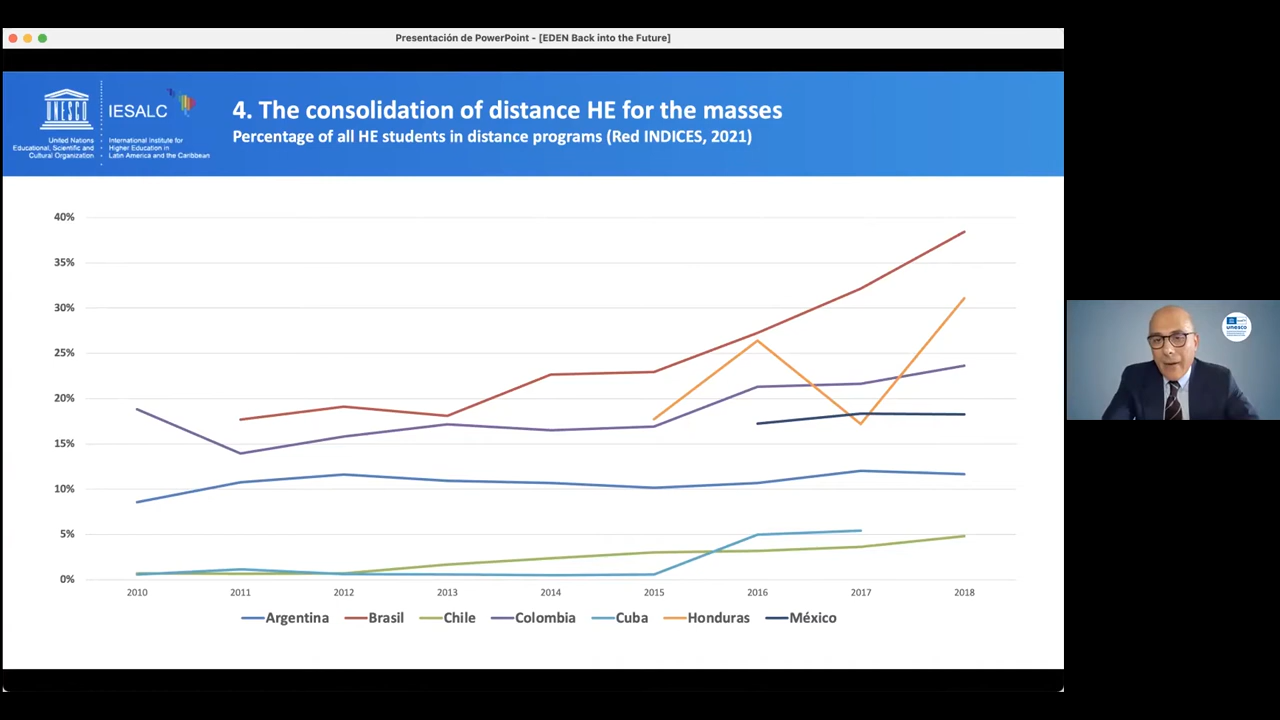 Presentación de PowerPoint - [EDEN Back into the Future]
UNESCO
United Nations
Educational, Scientific and
Cultural Organization
IESALC
International Institute for
Higher Education in
Latin America and the Caribbean
4. The consolidation of distance HE for the masses
Percentage of all HE students in distance programs (Red INDICES, 2021)
40%
35%
30%
25%
20%
15%
10%
5%
0%
2010 2011 2012 2013 2014 2015 2016 2017 2018
Argentina Brasil Chile Colombia Cuba Honduras México
unesco